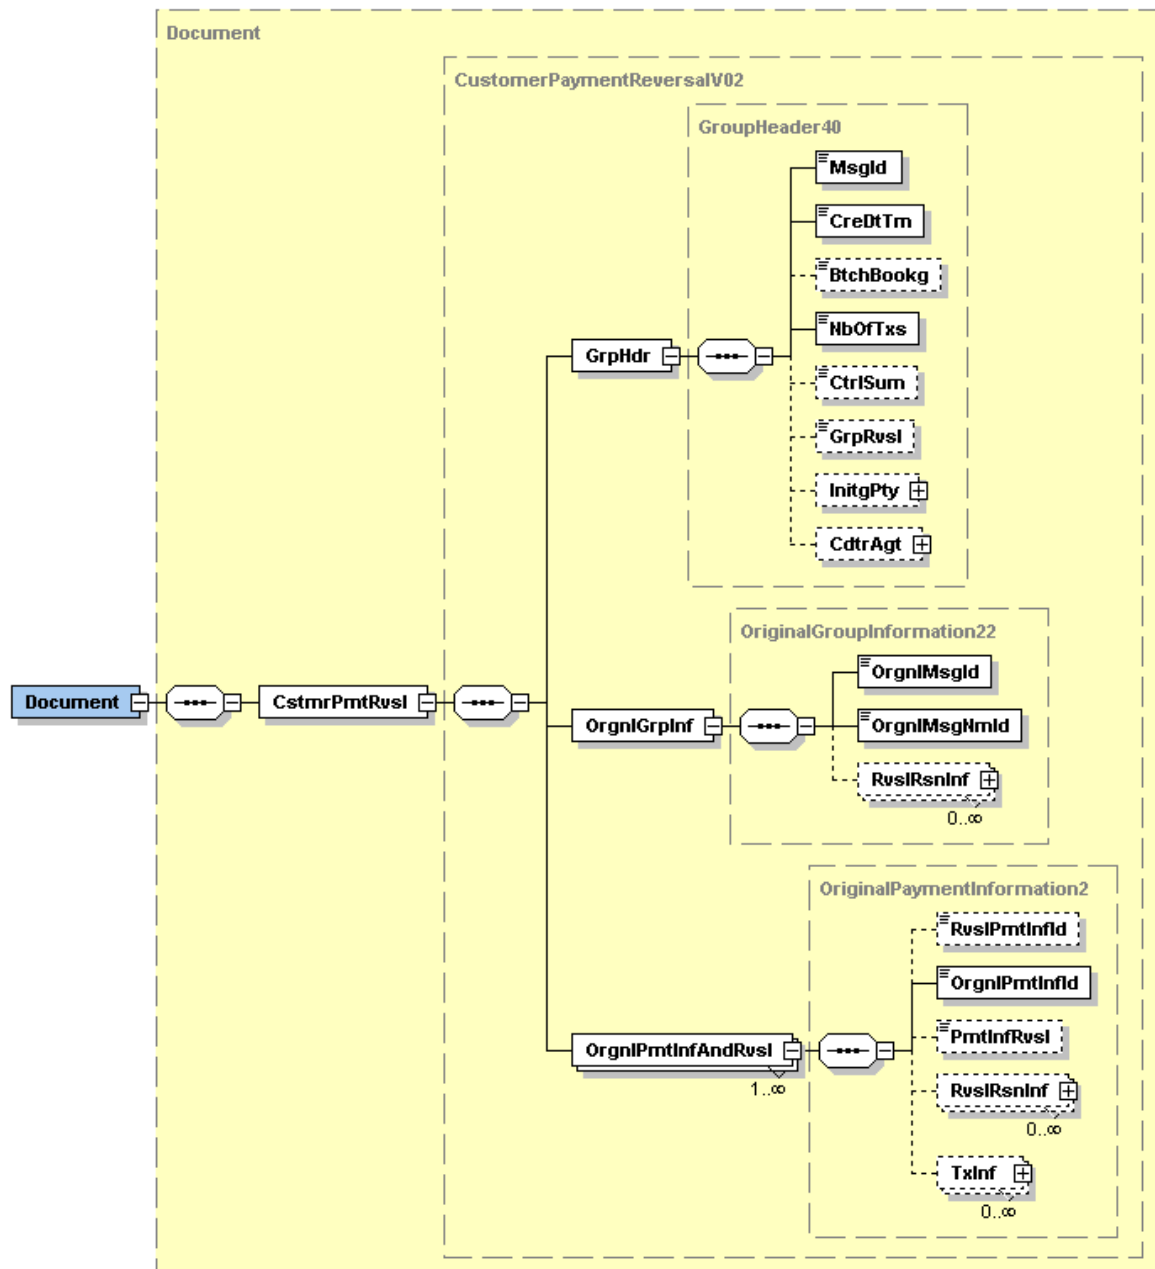 Document
CustomerPaymentReversalV02
GroupHeader40
MsgId
CreDtTm
BtchBookg
NbOfTxs
GrpHdr
CtrlSum
GrpRvsl
InitgPty
CdtrAgt
OriginalGroupInformation22
OrgnlMsgId
Document
CstmrPmtRvsl
OrgnlGrpInf
OrgnlMsgNmId
RvslRsnInf
0..∞
OriginalPaymentInformation2
RvslPmtInfId
OrgnlPmtInfId
PmtInfRvsl
OrgnlPmtInfAndRvsl
1..∞
RvslRsnInf
0..∞
TxInf
0..∞